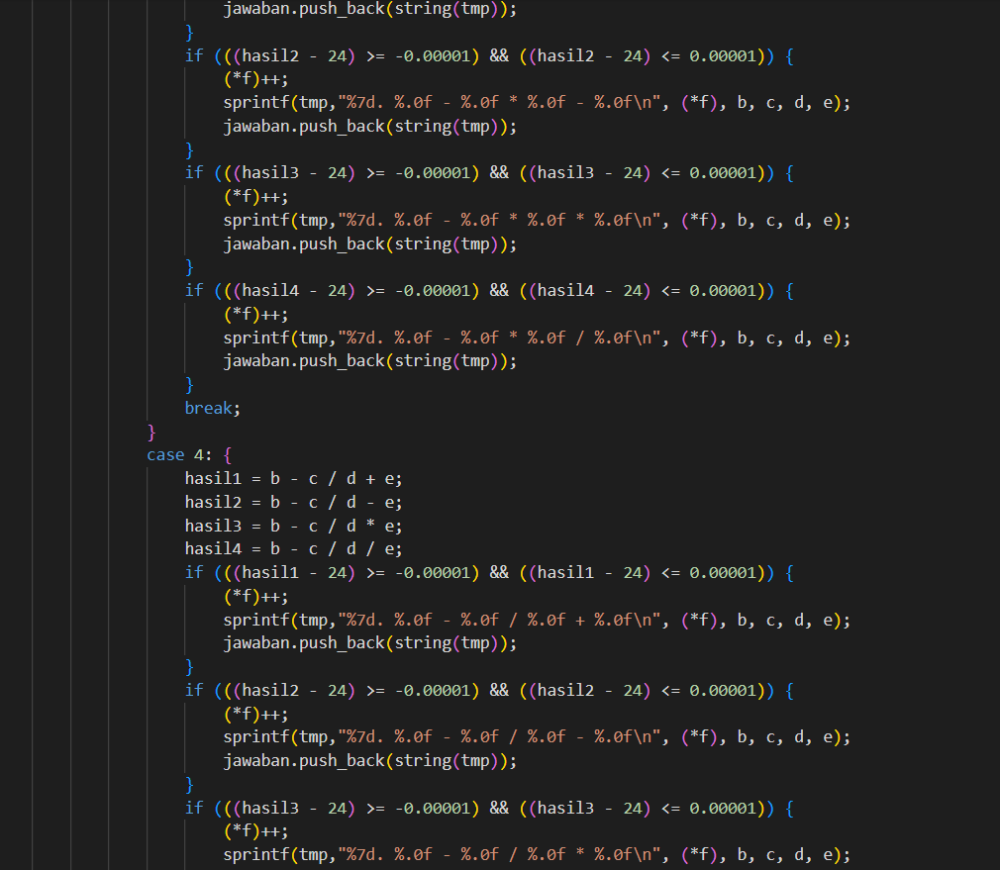 jawaban.push_back(string(tmp));
}
if (((hasil2 - 24) >= -0.00001) && ((hasil2 - 24) <= 0.00001)) {
(*f)++;
sprintf(tmp,"%7d. %.0f - %.0f * %.0f - %.0f\n", (*f), b, c, d, e);
jawaban.push_back(string(tmp));
}
if (((hasil3 - 24) >= -0.00001) && ((hasil3 - 24) <= 0.00001)) {
(*f)++;
sprintf(tmp,"%7d. %.0f - %.0f * %.0f * %.0f\n", (*f), b, c, d, e);
jawaban.push_back(string(tmp));
}
if (((hasil4 - 24) >= -0.00001) && ((hasil4 - 24) <= 0.00001)) {
(*f)++;
sprintf(tmp,"%7d. %.0f - %.0f * %.0f / %.0f\n", (*f), b, c, d, e);
jawaban.push_back(string(tmp));
}
break;
}
case 4: {
hasil1 = b - c / d + e;
hasil2 = b - c / d - e;
hasil3 = b - c / d * e;
hasil4 = b - c / d / e;
if (((hasil1 - 24) >= -0.00001) && ((hasil1 - 24) <= 0.00001)) {
(*f)++;
sprintf(tmp,"%7d. %.0f - %.0f / %.0f + %.0f\n", (*f), b, c, d, e);
jawaban.push_back(string(tmp));
}
if (((hasil2 - 24) >= -0.00001) && ((hasil2 - 24) <= 0.00001)) {
(*f)++;
sprintf(tmp,"%7d. %.0f - %.0f / %.0f - %.0f\n", (*f), b, c, d, e);
jawaban.push_back(string(tmp));
}
if (((hasil3 - 24) >= -0.00001) && ((hasil3 - 24) <= 0.00001)) {
(*f)++;
sprintf(tmp,"%7d. %.0f - %.0f / %.0f * %.0f\n", (*f), b, c, d, e);